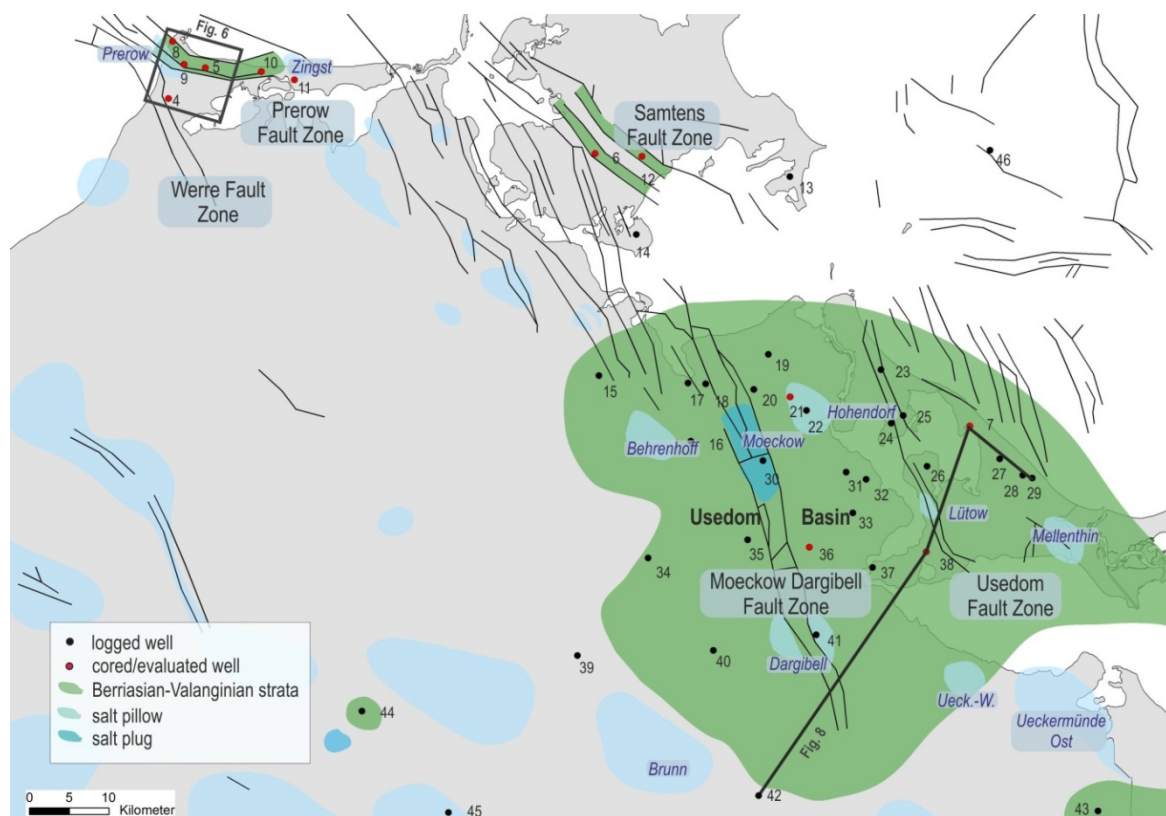 Fig. 6
Prerow
8
5
10
9
Zingst
11
4
Prerow
Fault Zone
Samtens
Fault Zone
6
12
13
46
Werre Fault
Zone
14
19
23
15
17
18
20
21
22
Hohendorf
25
24
7
16
Behrenhoff
Moeckow
30
31
32
26
27
28
29
33
Lütow
Usedom
Basin
Mellenthin
35
36
34
37
38
Moeckow Dargibell
Fault Zone
Usedom
Fault Zone
41
39
40
Dargibell
Ueck.-W.
Ueckermünde
Ost
44
Fig. 8
Brunn
42
45
43
logged well
cored/evaluated well
Berriasian-Valanginian strata
salt pillow
salt plug
0 5 10
Kilometer